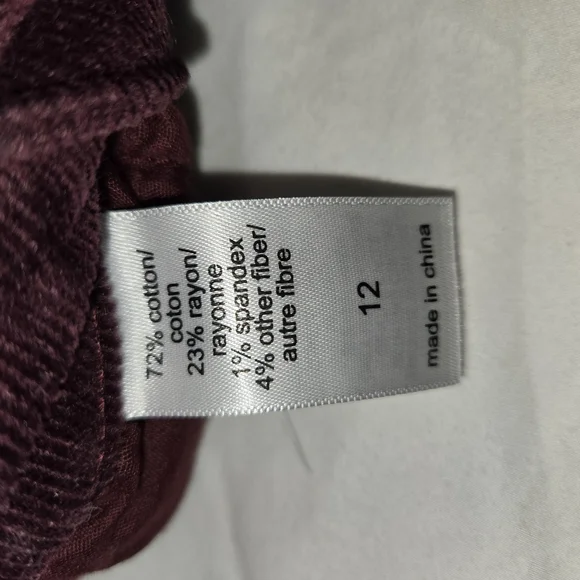 72% cotton/
coton
23% rayon/
rayonne
1% spandex
4% other fiber/
autre fibre
12
made in china